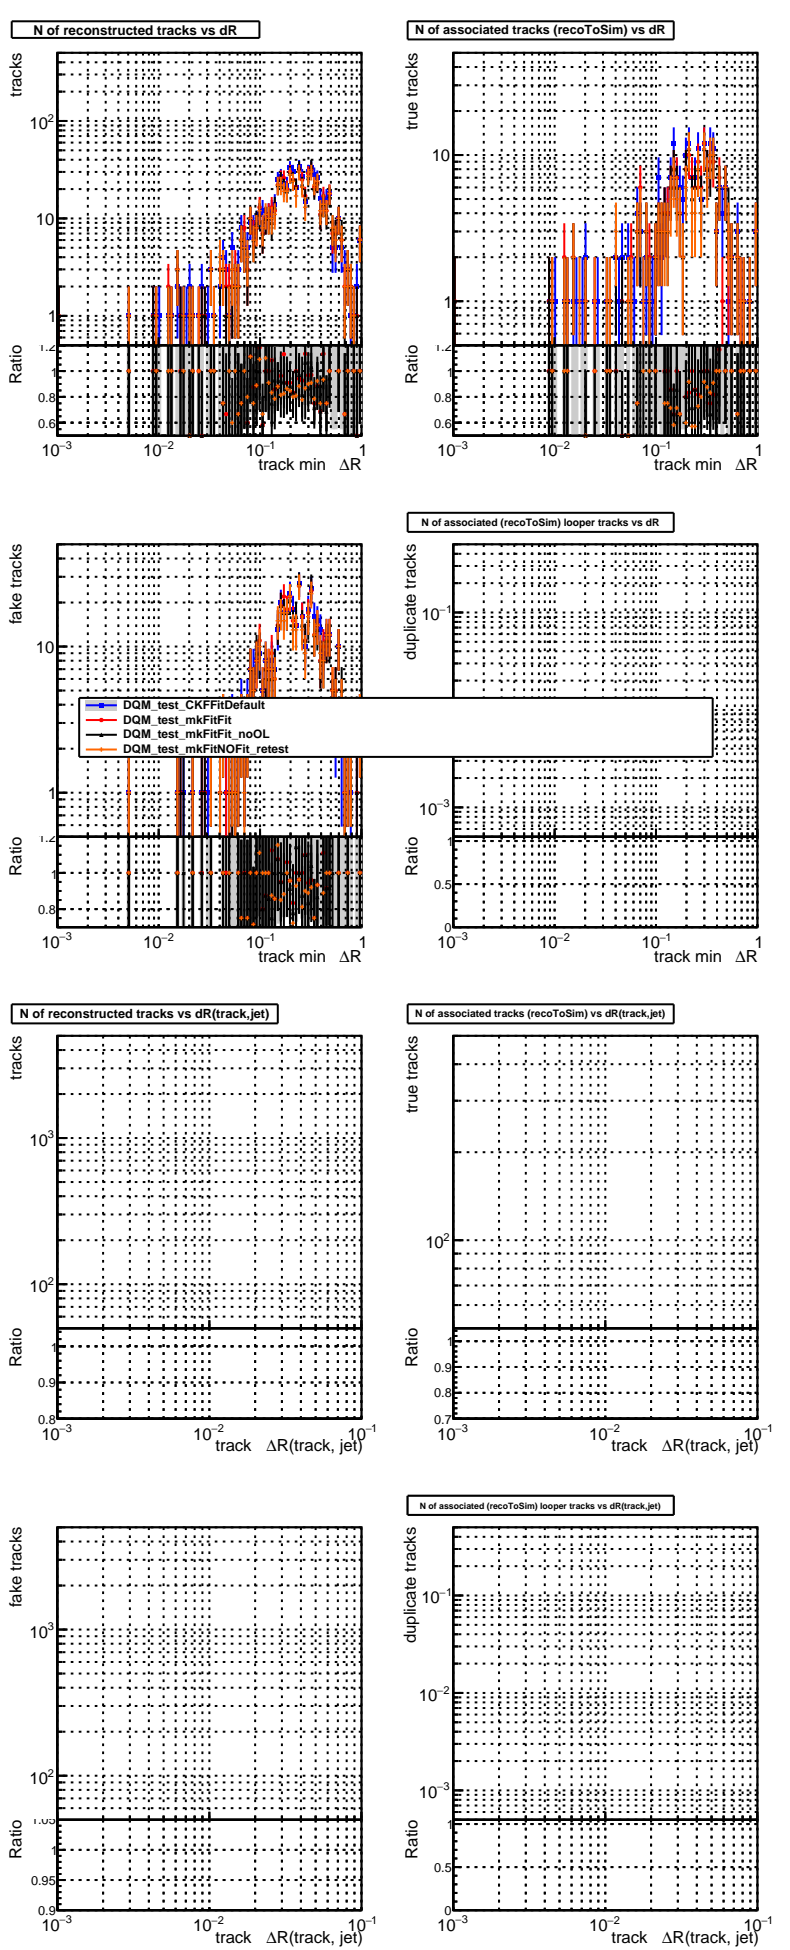 N of reconstructed tracks vs dR
tracks
10²
10
1
Ratio
1.2
1
0.8
0.6
10⁻³
10⁻²
10⁻¹
1
track min ΔR
N of associated tracks (recoToSim) vs dR
true tracks
10
1
Ratio
1.2
1
0.8
0.6
10⁻³
10⁻²
10⁻¹
1
track min ΔR
fake tracks
10
1
Ratio
1.2
1
0.8
10⁻³
10⁻²
10⁻¹
1
track min ΔR
N of associated (recoToSim) looper tracks vs dR
duplicate tracks
10⁻¹
10⁻³
Ratio
1
0.5
0
10⁻³
10⁻²
10⁻¹
1
track min ΔR
DQM_test_CKFFitDefault
DQM_test_mkFitFit
DQM_test_mkFitFit_noOL
DQM_test_mkFitNOFit_retest
N of reconstructed tracks vs dR(track,jet)
tracks
10³
10²
Ratio
1
0.9
0.8
10⁻³
10⁻²
10⁻¹
track ΔR(track, jet)
N of associated tracks (recoToSim) vs dR(track,jet)
true tracks
10²
Ratio
1
0.9
0.8
0.7
10⁻³
10⁻²
10⁻¹
track ΔR(track, jet)
fake tracks
10³
10²
Ratio
1.05
1
0.95
0.9
10⁻³
10⁻²
10⁻¹
track ΔR(track, jet)
N of associated (recoToSim) looper tracks vs dR(track,jet)
duplicate tracks
10⁻¹
10⁻²
10⁻³
Ratio
1
0.5
0
10⁻³
10⁻²
10⁻¹
track ΔR(track, jet)